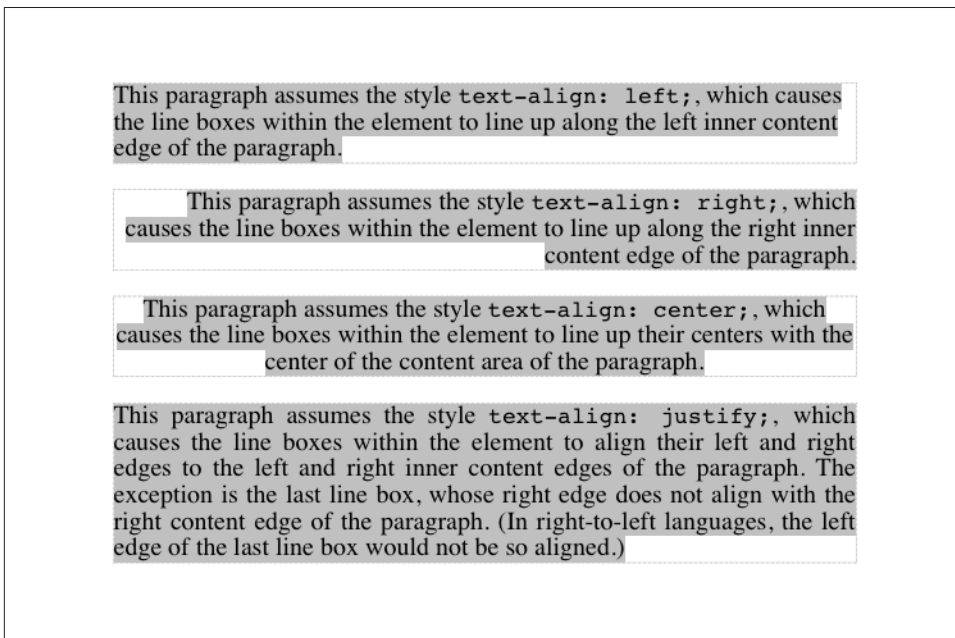 This paragraph assumes the style text-align: left;, which causes
the line boxes within the element to line up along the left inner content
edge of the paragraph.
This paragraph assumes the style text-align: right;, which
causes the line boxes within the element to line up along the right inner
content edge of the paragraph.
This paragraph assumes the style text-align: center;, which
causes the line boxes within the element to line up their centers with the
center of the content area of the paragraph.
This paragraph assumes the style text-align: justify;, which
causes the line boxes within the element to align their left and right
edges to the left and right inner content edges of the paragraph. The
exception is the last line box, whose right edge does not align with the
right content edge of the paragraph. (In right-to-left languages, the left
edge of the last line box would not be so aligned.)